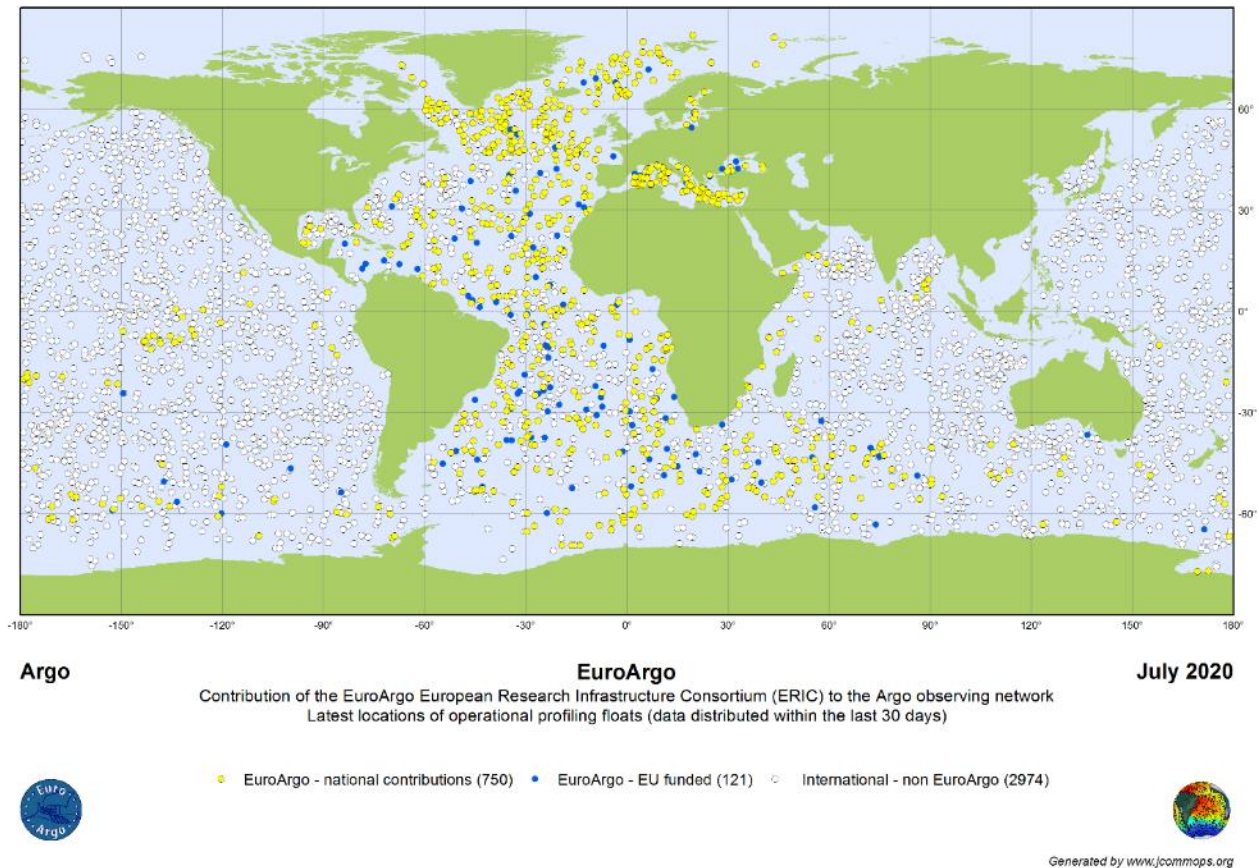 60°
30°
0°
-30°
-60°
-180° -150° -120° -90° -60° -30° 0° 30° 60° 90° 120° 150° 180°
Argo EuroArgo July 2020
Contribution of the EuroArgo European Research Infrastructure Consortium (ERIC) to the Argo observing network
Latest locations of operational profiling floats (data distributed within the last 30 days)
EuroArgo - national contributions (750) EuroArgo - EU funded (121) International - non EuroArgo (2974)
Euro
Argo
Generated by www.jcommops.org